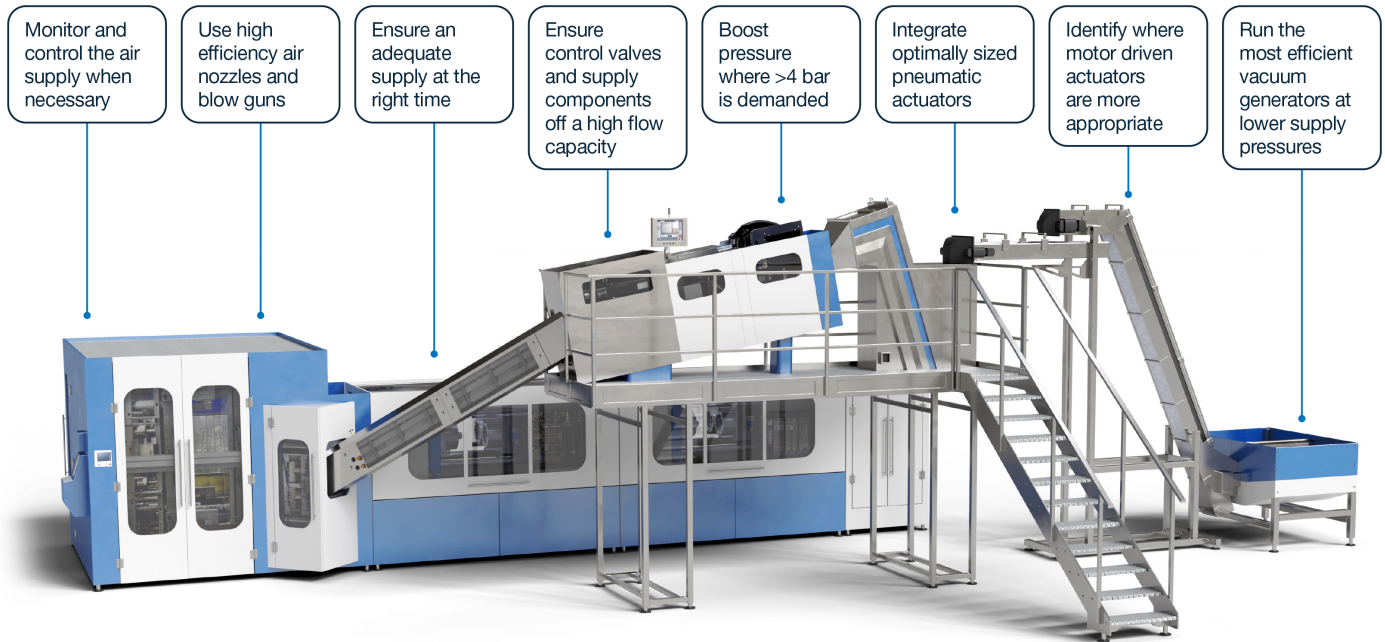 Monitor and
control the air
supply when
necessary
Use high
efficiency air
nozzles and
blow guns
Ensure an
adequate
supply at the
right time
Ensure
control valves
and supply
components
off a high flow
capacity
Boost
pressure
where >4 bar
is demanded
Integrate
optimally sized
pneumatic
actuators
Identify where
motor driven
actuators
are more
appropriate
Run the
most efficient
vacuum
generators at
lower supply
pressures